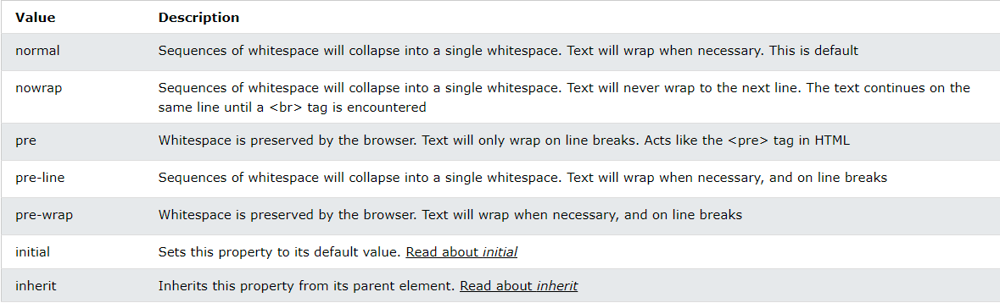 Value Description
normal Sequences of whitespace will collapse into a single whitespace. Text will wrap when necessary. This is default
nowrap Sequences of whitespace will collapse into a single whitespace. Text will never wrap to the next line. The text continues on the
same line until a <br> tag is encountered
pre Whitespace is preserved by the browser. Text will only wrap on line breaks. Acts like the <pre> tag in HTML
pre-line Sequences of whitespace will collapse into a single whitespace. Text will wrap when necessary, and on line breaks
pre-wrap Whitespace is preserved by the browser. Text will wrap when necessary, and on line breaks
initial Sets this property to its default value. Read about initial
inherit Inherits this property from its parent element. Read about inherit